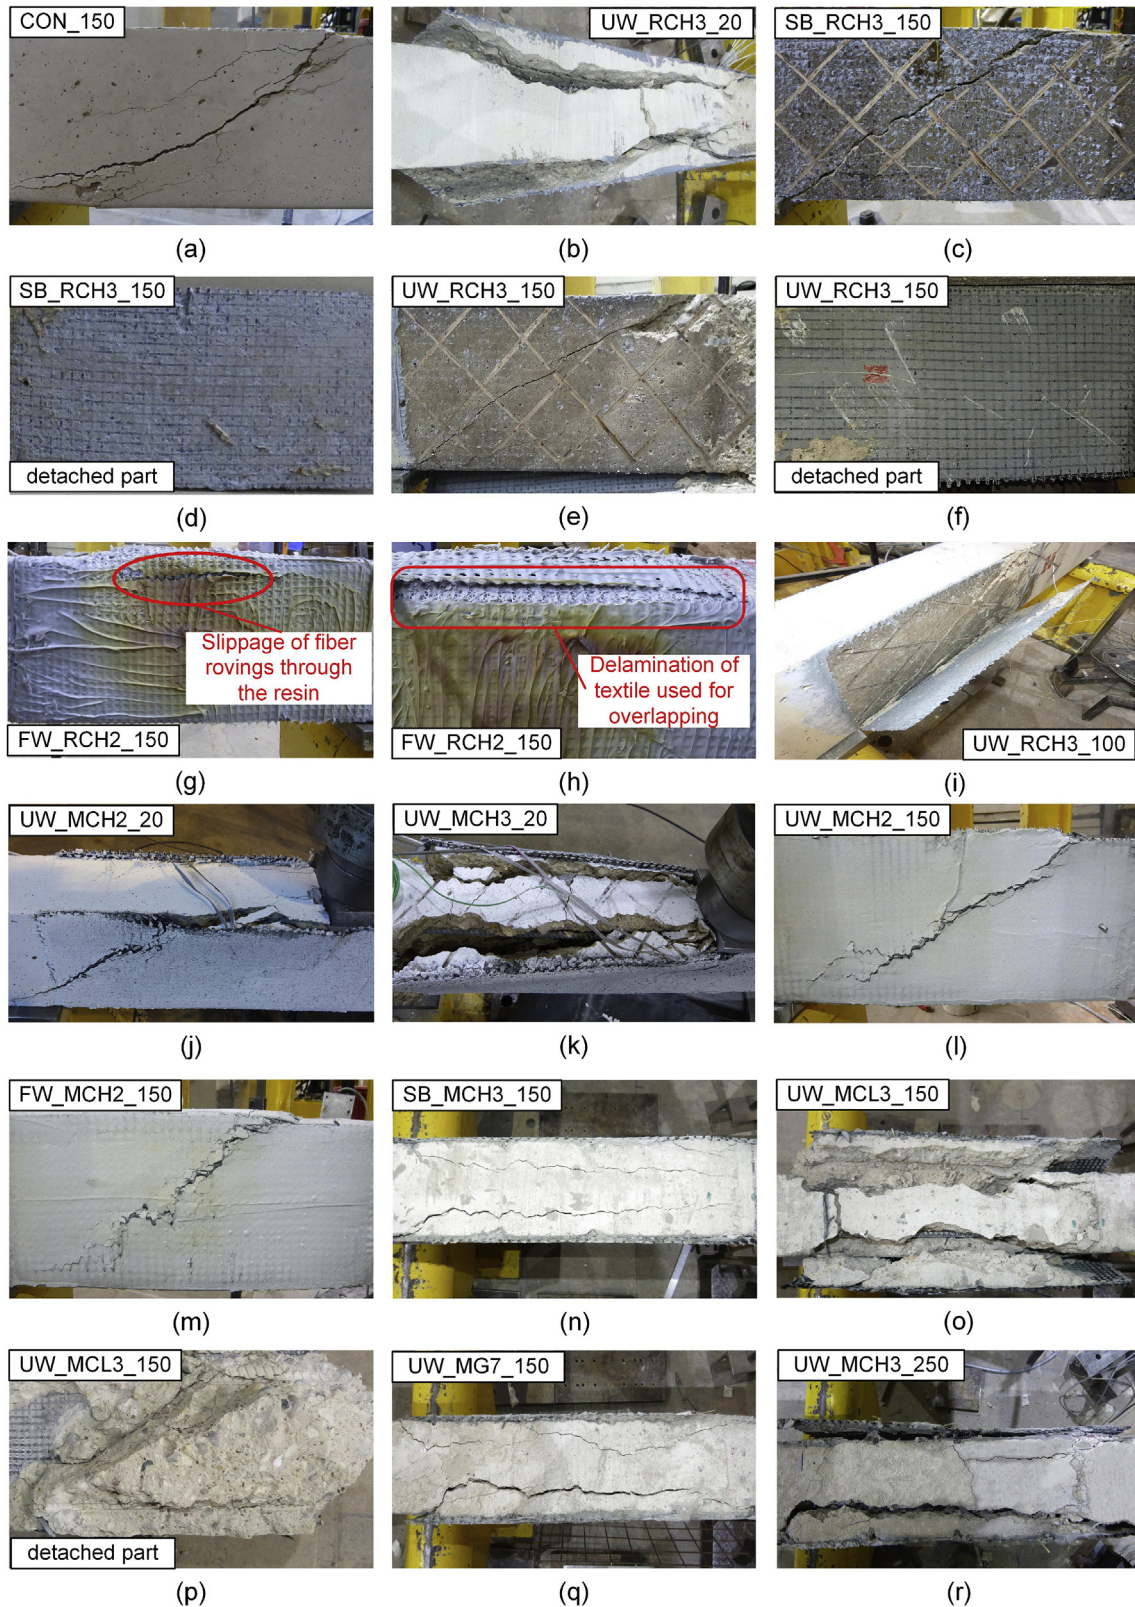 CON_150
UW_RCH3_20
SB_RCH3_150
(a)
(b)
(c)
SB_RCH3_150
detached part
UW_RCH3_150
UW_RCH3_150
detached part
(d)
(e)
(f)
Slippage of fiber
rovings through
the resin
FW_RCH2_150
Delamination of
textile used for
overlapping
FW_RCH2_150
UW_RCH3_100
(g)
(h)
(i)
UW_MCH2_20
UW_MCH3_20
UW_MCH2_150
(j)
(k)
(l)
FW_MCH2_150
SB_MCH3_150
UW_MCL3_150
(m)
(n)
(o)
UW_MCL3_150
detached part
UW_MG7_150
UW_MCH3_250
(p)
(q)
(r)